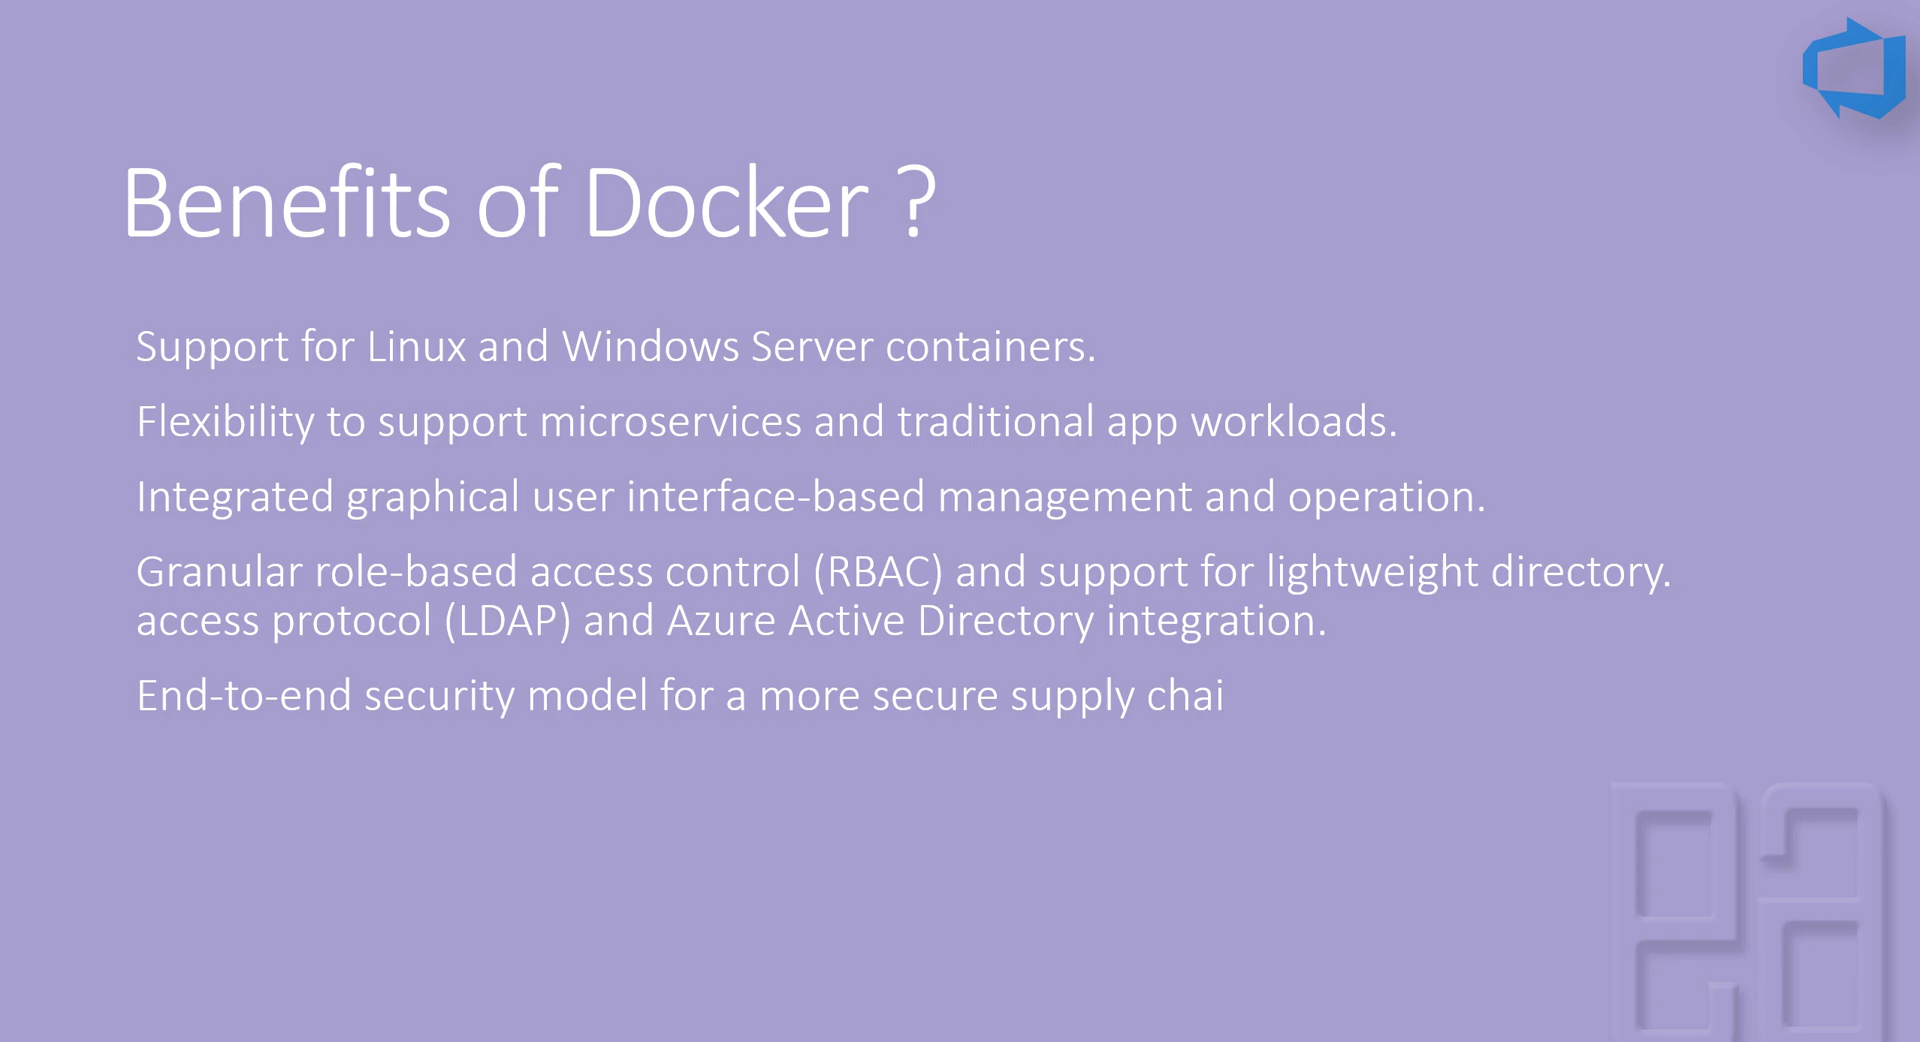 Benefits of Docker ?
Support for Linux and Windows Server containers.
Flexibility to support microservices and traditional app workloads.
Integrated graphical user interface-based management and operation.
Granular role-based access control (RBAC) and support for lightweight directory.
access protocol (LDAP) and Azure Active Directory integration.
End-to-end security model for a more secure supply chai